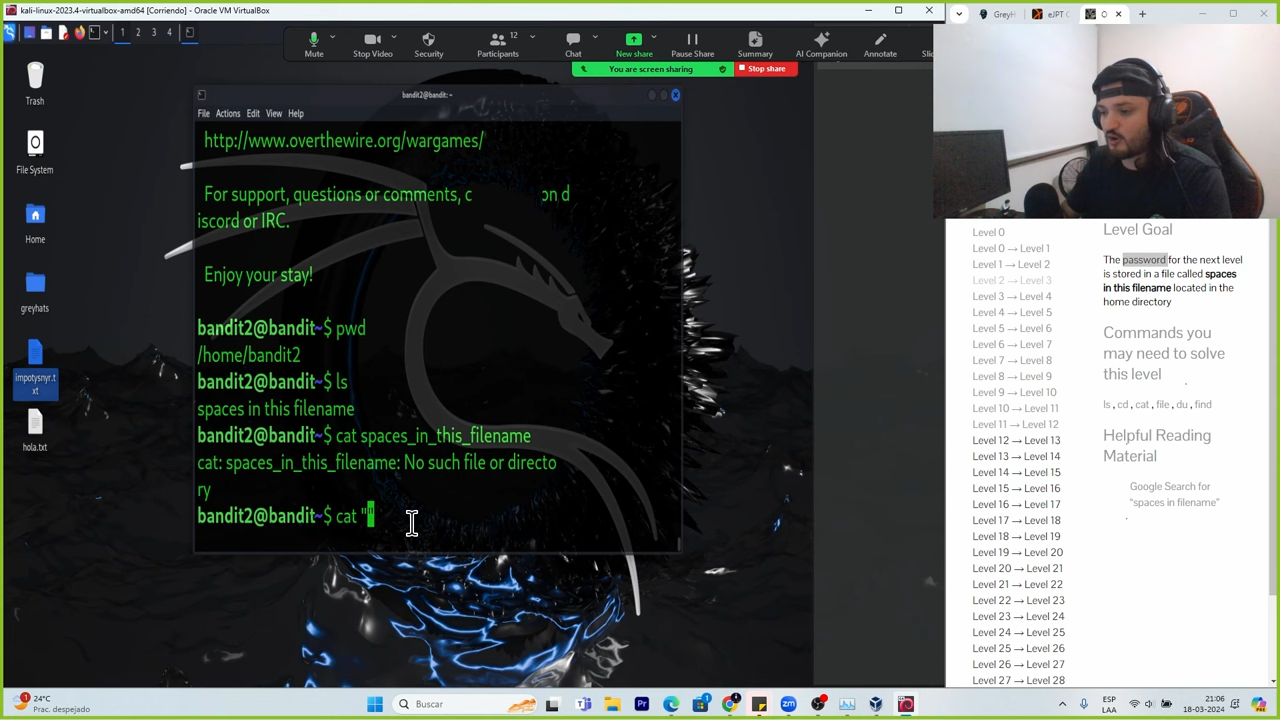 kali-linux-2023.4-virtualbox-amd64 [Corriendo] - Oracle VM VirtualBox
GreyH
eJPT C
O
1 2 3 4
Mute
Stop Video
Security
Participants
12
Chat
New share
Pause Share
Summary
AI Companion
Annotate
You are screen sharing
Stop share
Trash
File System
Home
greyhats
impotysnyr.t
xt
hola.txt
bandit2@bandit: ~
File Actions Edit View Help
http://www.overthewire.org/wargames/
For support, questions or comments, c on d
iscord or IRC.
Enjoy your stay!
bandit2@bandit:~$ pwd
/home/bandit2
bandit2@bandit:~$ ls
spaces in this filename
bandit2@bandit:~$ cat spaces_in_this_filename
cat: spaces_in_this_filename: No such file or directo
ry
bandit2@bandit:~$ cat ""
Level 0
Level 0 → Level 1
Level 1 → Level 2
Level 2 → Level 3
Level 3 → Level 4
Level 4 → Level 5
Level 5 → Level 6
Level 6 → Level 7
Level 7 → Level 8
Level 8 → Level 9
Level 9 → Level 10
Level 10 → Level 11
Level 11 → Level 12
Level 12 → Level 13
Level 13 → Level 14
Level 14 → Level 15
Level 15 → Level 16
Level 16 → Level 17
Level 17 → Level 18
Level 18 → Level 19
Level 19 → Level 20
Level 20 → Level 21
Level 21 → Level 22
Level 22 → Level 23
Level 23 → Level 24
Level 24 → Level 25
Level 25 → Level 26
Level 26 → Level 27
Level 27 → Level 28
Level Goal
The password for the next level
is stored in a file called spaces
in this filename located in the
home directory
Commands you
may need to solve
this level
ls , cd , cat , file , du , find
Helpful Reading
Material
Google Search for
“spaces in filename”
1
24°C
Prac. despejado
Buscar
ESP
LAA
21:06
18-03-2024